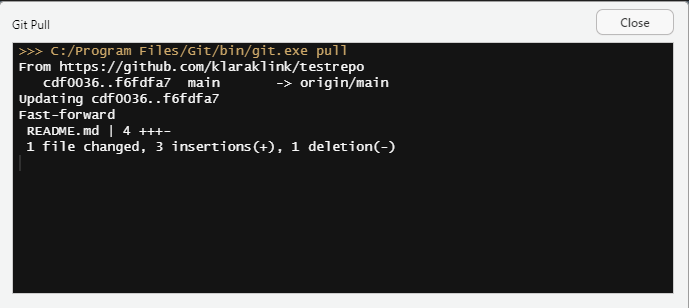 Git Pull
Close
>>> C:/Program Files/Git/bin/git.exe pull
From https://github.com/klaraklink/testrepo
   cdf0036..f6fdfa7  main       -> origin/main
Updating cdf0036..f6fdfa7
Fast-forward
 README.md | 4 +++-
 1 file changed, 3 insertions(+), 1 deletion(-)